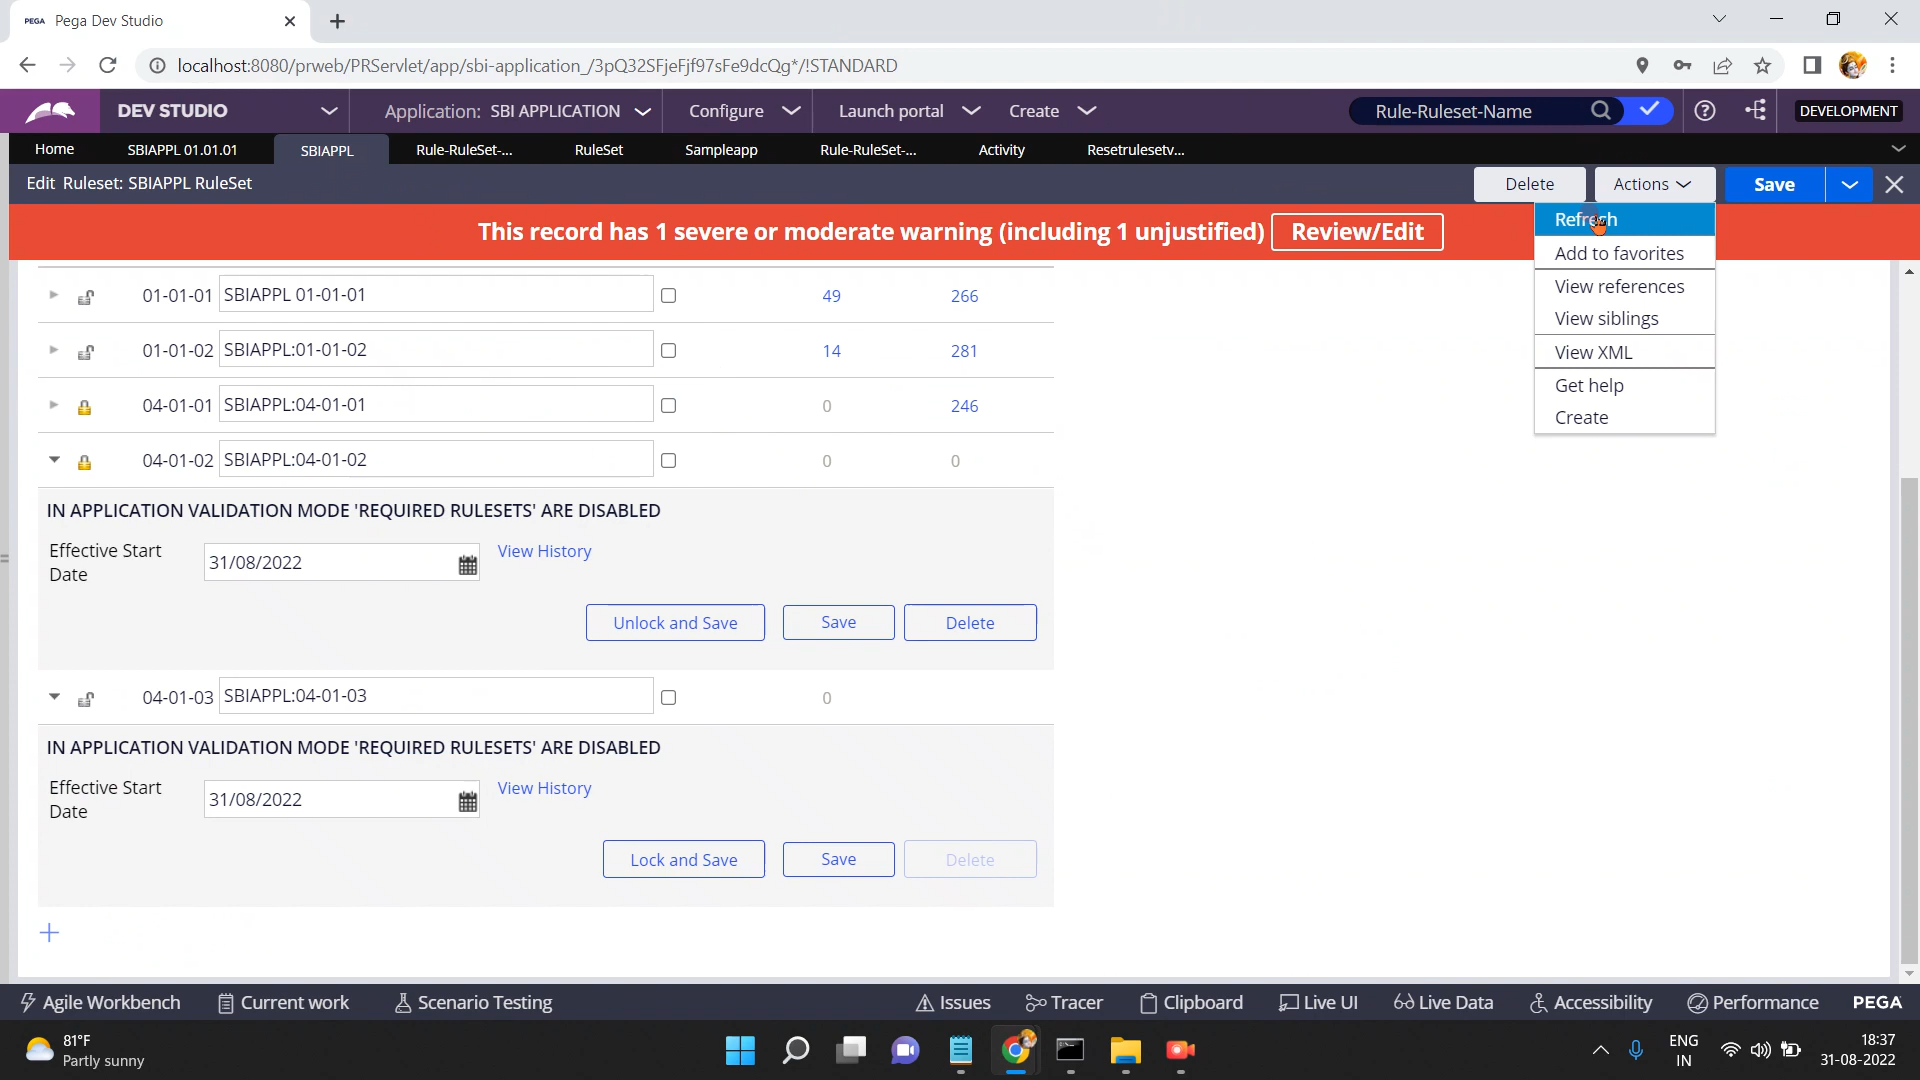 PEGA Pega Dev Studio
localhost:8080/prweb/PRServlet/app/sbi-application_/3pQ32SFjeFjf97sFe9dcQg*/!STANDARD
DEV STUDIO Application: SBI APPLICATION Configure Launch portal Create Rule-Ruleset-Name DEVELOPMENT
Home SBIAPPL 01.01.01 SBIAPPL Rule-RuleSet-... RuleSet Sampleapp Rule-RuleSet-... Activity Resetrulesetv...
Edit Ruleset: SBIAPPL RuleSet Delete Actions Save
This record has 1 severe or moderate warning (including 1 unjustified) Review/Edit
Refresh
Add to favorites
View references
View siblings
View XML
Get help
Create
01-01-01 SBIAPPL 01-01-01 49 266
01-01-02 SBIAPPL:01-01-02 14 281
04-01-01 SBIAPPL:04-01-01 0 246
04-01-02 SBIAPPL:04-01-02 0 0
IN APPLICATION VALIDATION MODE 'REQUIRED RULESETS' ARE DISABLED
Effective Start Date 31/08/2022 View History
Unlock and Save Save Delete
04-01-03 SBIAPPL:04-01-03 0
IN APPLICATION VALIDATION MODE 'REQUIRED RULESETS' ARE DISABLED
Effective Start Date 31/08/2022 View History
Lock and Save Save Delete
Agile Workbench Current work Scenario Testing Issues Tracer Clipboard Live UI Live Data Accessibility Performance PEGA
81°F
Partly sunny
ENG
IN
18:37
31-08-2022